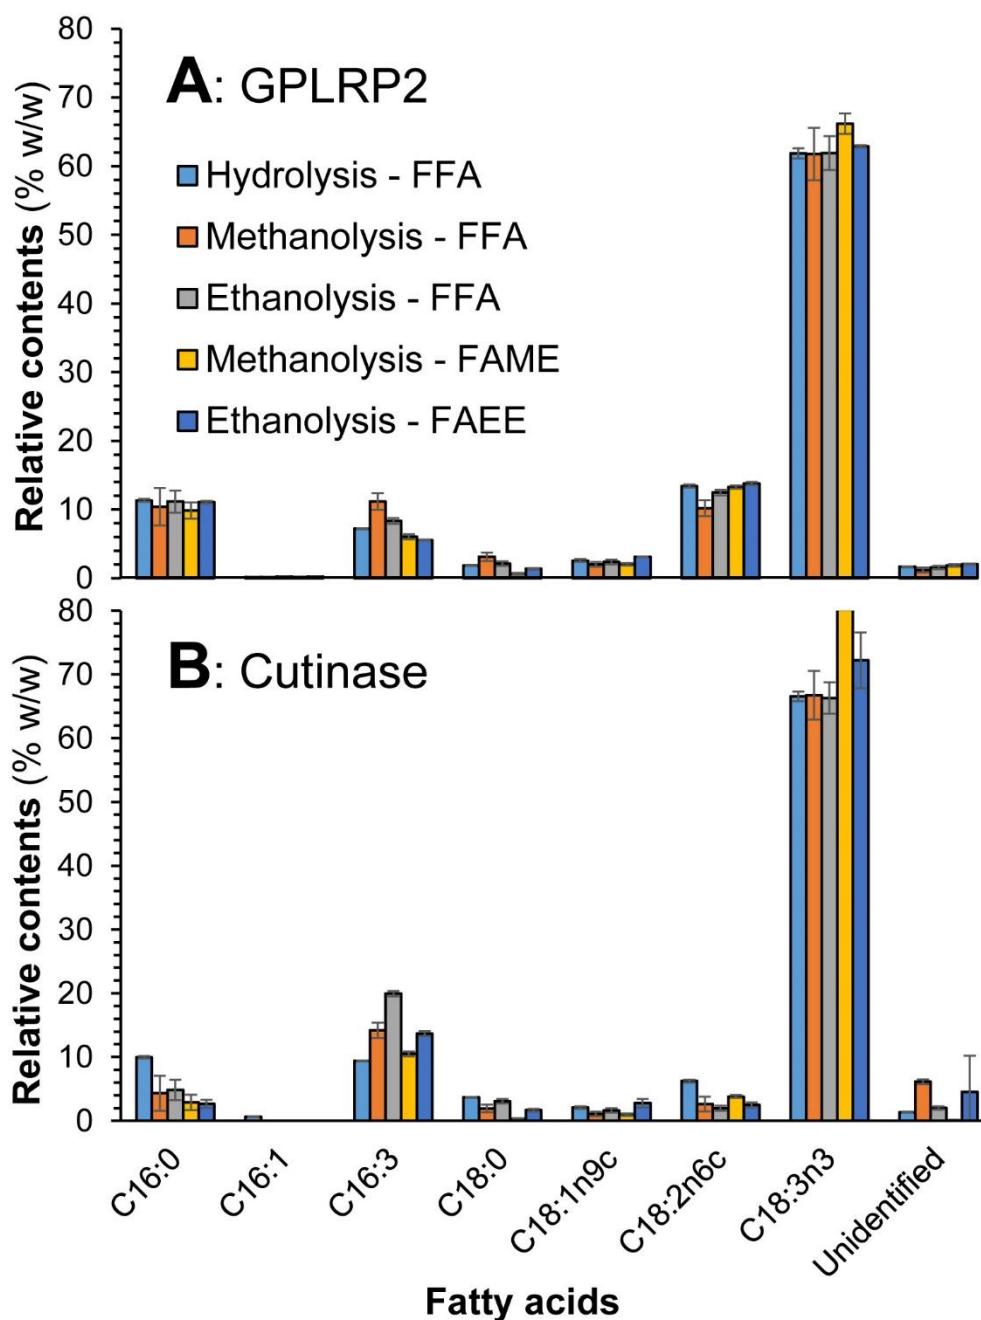 80
A: GPLRP2
70
Hydrolysis - FFA
60
Methanolysis - FFA
50
Ethanolysis - FFA
40
Methanolysis - FAME
30
Ethanolysis - FAEE
20
10
0
Relative contents (% w/w)
80
B: Cutinase
70
60
50
40
30
20
10
0
Relative contents (% w/w)
C16:0
C16:1
C16:3
C18:0
C18:1n9c
C18:2n6c
C18:3n3
Unidentified
Fatty acids